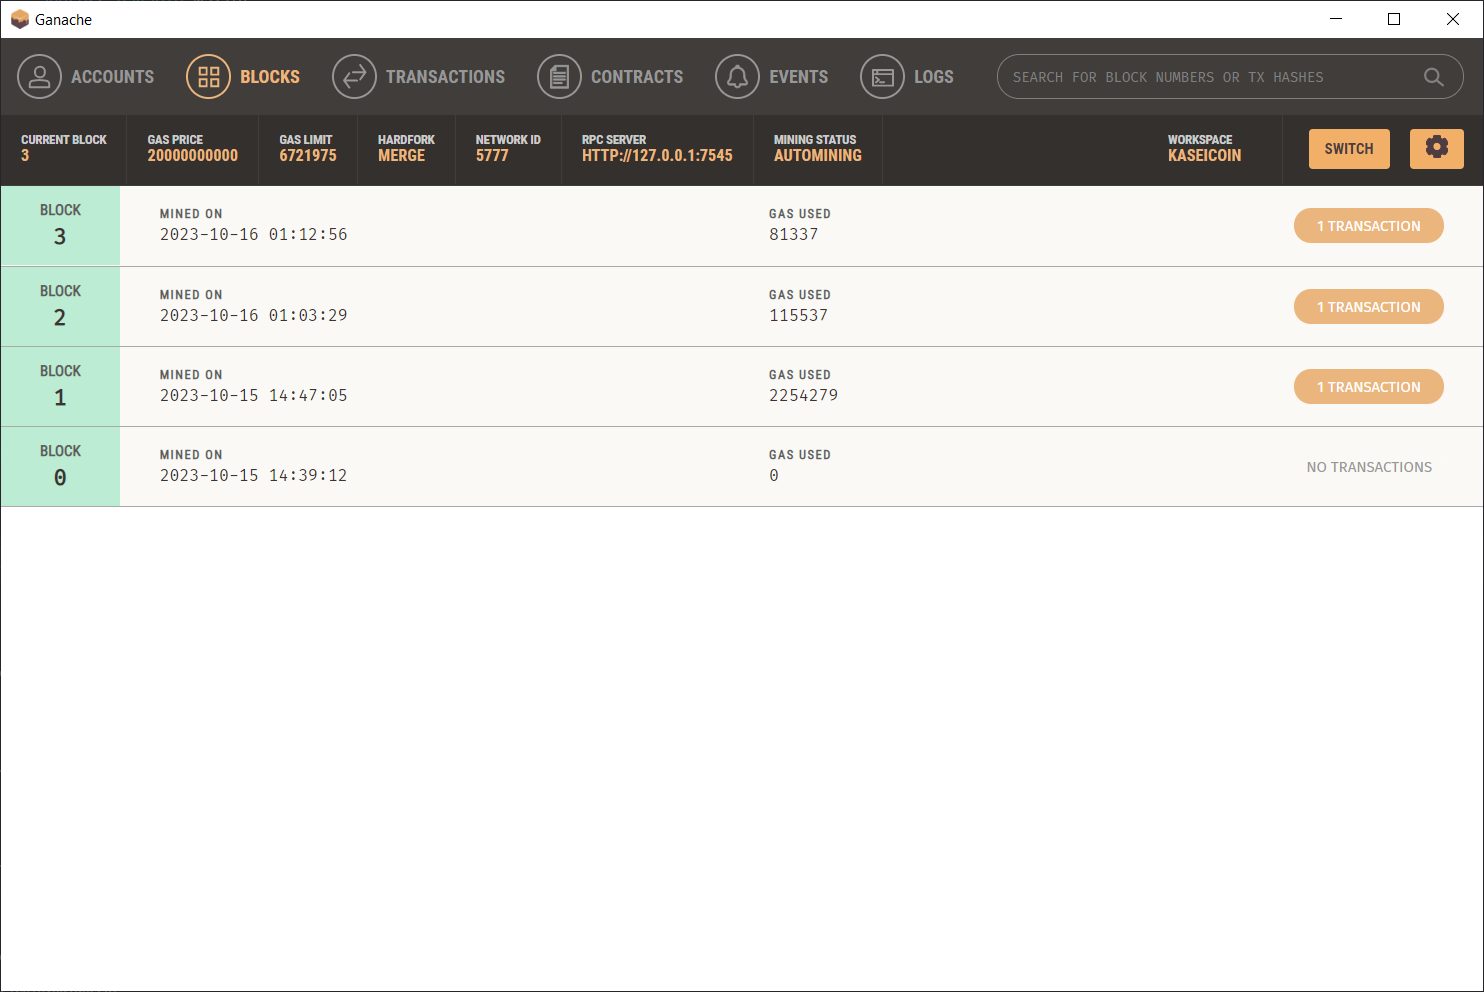 Ganache
ACCOUNTS
BLOCKS
TRANSACTIONS
CONTRACTS
EVENTS
LOGS
SEARCH FOR BLOCK NUMBERS OR TX HASHES
CURRENT BLOCK
3
GAS PRICE
20000000000
GAS LIMIT
6721975
HARDFORK
MERGE
NETWORK ID
5777
RPC SERVER
HTTP://127.0.0.1:7545
MINING STATUS
AUTOMINING
WORKSPACE
KASEICOIN
SWITCH
BLOCK
3
MINED ON
2023-10-16 01:12:56
GAS USED
81337
1 TRANSACTION
BLOCK
2
MINED ON
2023-10-16 01:03:29
GAS USED
115537
1 TRANSACTION
BLOCK
1
MINED ON
2023-10-15 14:47:05
GAS USED
2254279
1 TRANSACTION
BLOCK
0
MINED ON
2023-10-15 14:39:12
GAS USED
0
NO TRANSACTIONS